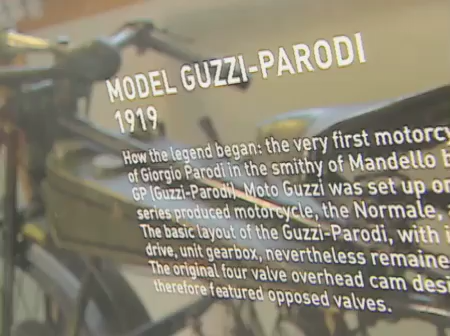 MODEL GUZZI-PARODI
1919
How the legend began: the very first motorcy
of Giorgio Parodi in the smithy of Mandello b
GP (Guzzi-Parodi). Moto Guzzi was set up on
series produced motorcycle, the Normale, a
The basic layout of the Guzzi-Parodi, with i
drive, unit gearbox, nevertheless remaine
The original four valve overhead cam desi
therefore featured opposed valves.